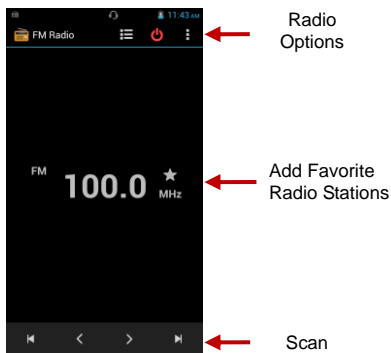 11:43 AM
FM Radio
Radio
Options
FM
100.0
MHz
Add Favorite
Radio Stations
Scan